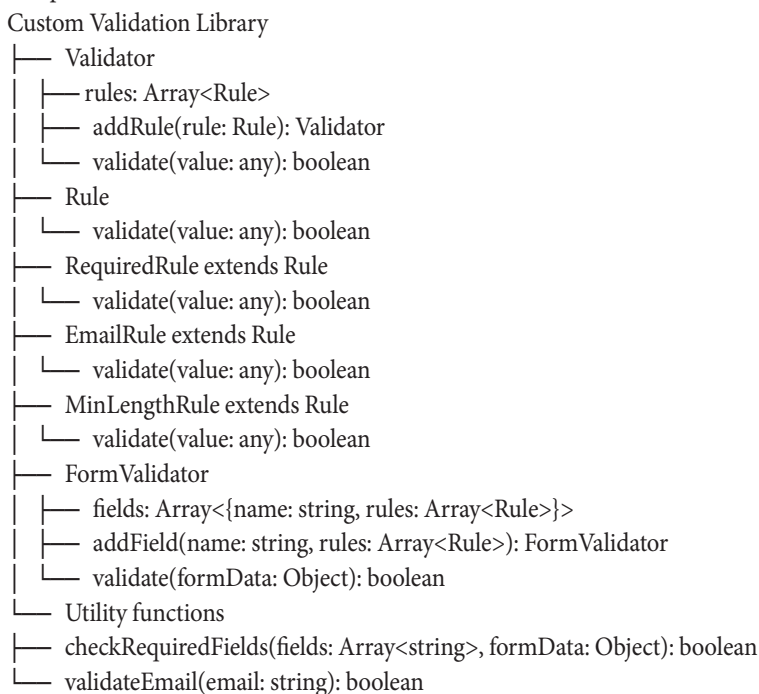 Custom Validation Library
├── Validator
│ ├── rules: Array<Rule>
│ ├── addRule(rule: Rule): Validator
│ └── validate(value: any): boolean
├── Rule
│ └── validate(value: any): boolean
├── RequiredRule extends Rule
│ └── validate(value: any): boolean
├── EmailRule extends Rule
│ └── validate(value: any): boolean
├── MinLengthRule extends Rule
│ └── validate(value: any): boolean
├── FormValidator
│ ├── fields: Array<{name: string, rules: Array<Rule>}>
│ ├── addField(name: string, rules: Array<Rule>): FormValidator
│ └── validate(formData: Object): boolean
└── Utility functions
├── checkRequiredFields(fields: Array<string>, formData: Object): boolean
└── validateEmail(email: string): boolean